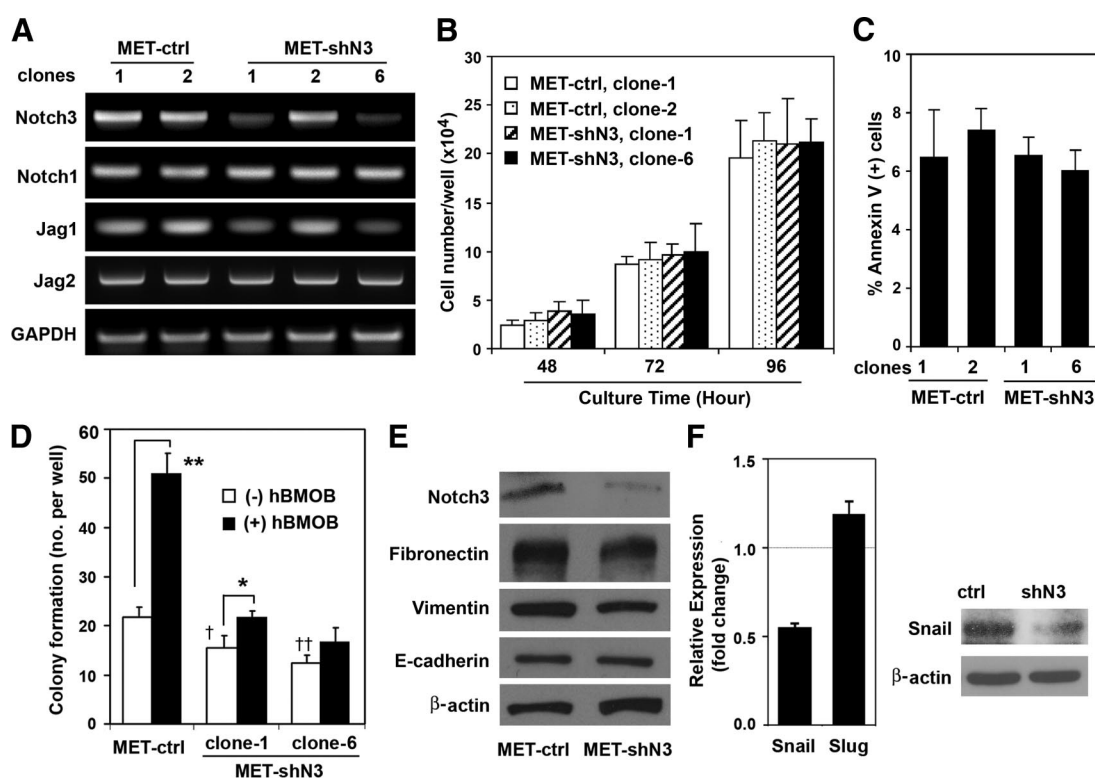 A
MET-ctrl MET-shN3
clones 1 2 1 2 6
Notch3
Notch1
Jag1
Jag2
GAPDH
B
30
25
20
15
10
5
0
Cell number/well (x10⁴)
MET-ctrl, clone-1
MET-ctrl, clone-2
MET-shN3, clone-1
MET-shN3, clone-6
48 72 96
Culture Time (Hour)
C
10
8
6
4
2
0
% Annexin V (+) cells
clones 1 2 1 6
MET-ctrl MET-shN3
D
60
50
40
30
20
10
0
Colony formation (no. per well)
**
(-) hBMOB
(+) hBMOB
*
†
††
MET-ctrl clone-1 clone-6
MET-shN3
E
Notch3
Fibronectin
Vimentin
E-cadherin
β-actin
MET-ctrl MET-shN3
F
1.5
1.0
0.5
0.0
Relative Expression
(fold change)
Snail Slug
ctrl shN3
Snail
β-actin